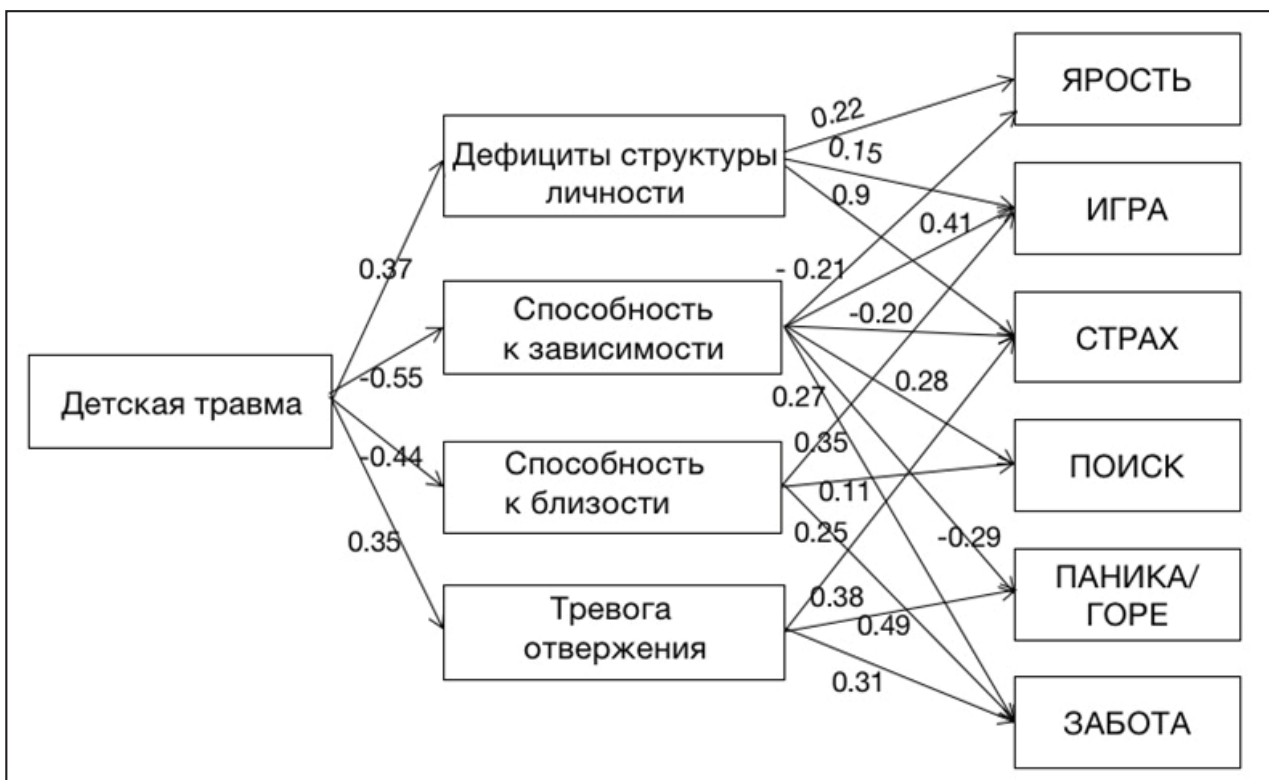 ЯРОСТЬ
0.22
Дефициты структуры
личности
0.15
0.9
ИГРА
0.41
0.37
- 0.21
Способность
к зависимости
-0.20
СТРАХ
Детская травма
-0.55
0.28
0.27
-0.44
0.35
Способность
к близости
0.11
ПОИСК
0.35
0.25
-0.29
ПАНИКА/
ГОРЕ
Тревога
отвержения
0.38
0.49
0.31
ЗАБОТА